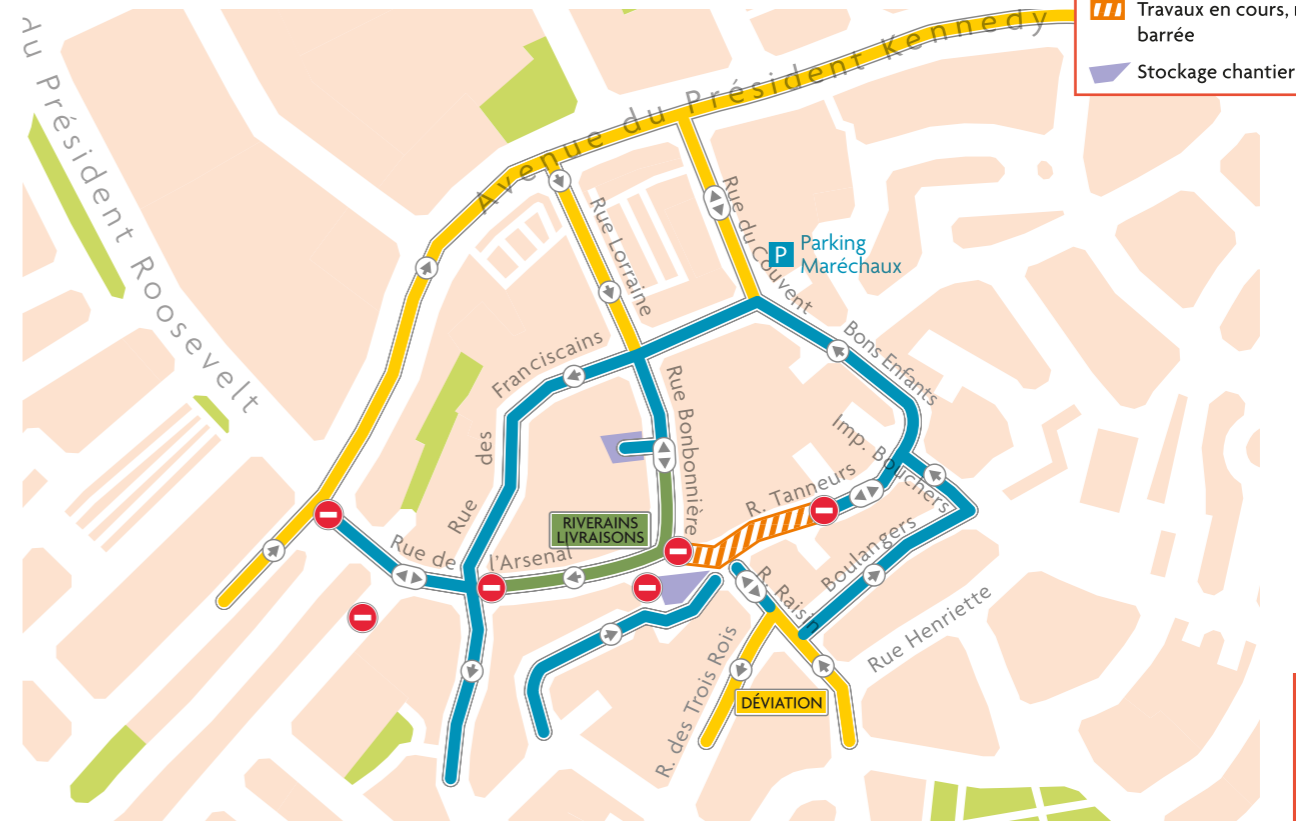 Travaux en cours,
barrée
Stockage chantier
du Président Roosevelt
Avenue du Président Kennedy
Rue Lorraine
Rue du Couvent
P Parking
Maréchaux
Bons Enfants
Rue des Franciscains
Rue Bonbonnière
Imp. Bouchers
R. Tanneurs
RIVERAINS
LIVRAISONS
Rue de l'Arsenal
Boulangers
R. Raisin
Rue Henriette
R. des Trois Rois
DÉVIATION